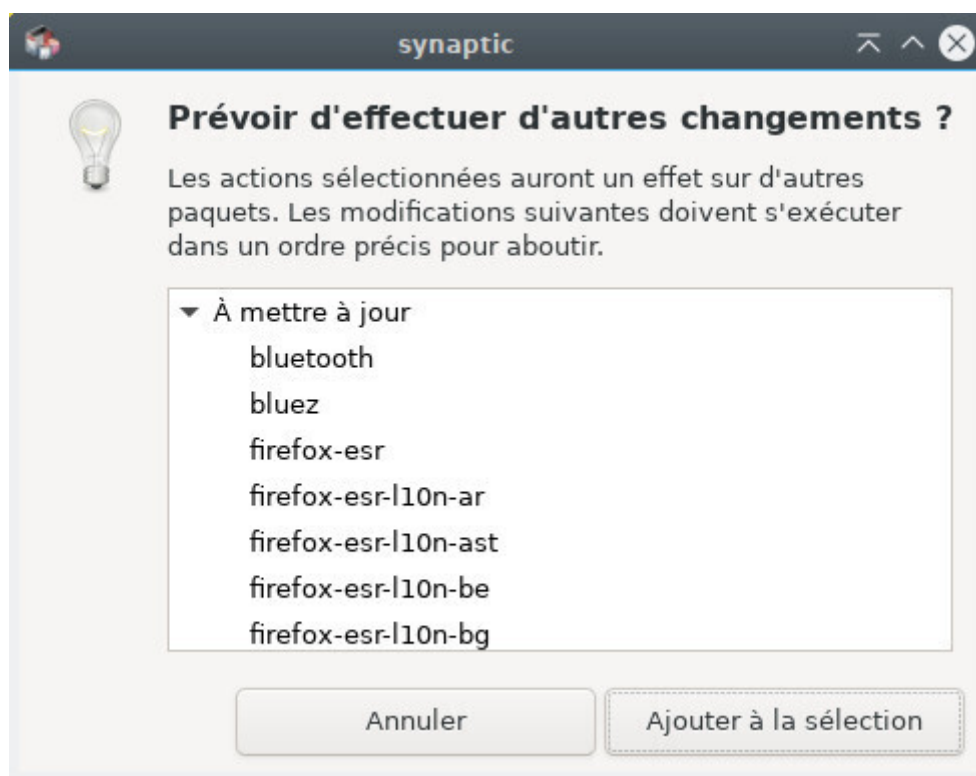 synaptic
Prévoir d'effectuer d'autres changements ?
Les actions sélectionnées auront un effet sur d'autres
paquets. Les modifications suivantes doivent s'exécuter
dans un ordre précis pour aboutir.
À mettre à jour
bluetooth
bluez
firefox-esr
firefox-esr-l10n-ar
firefox-esr-l10n-ast
firefox-esr-l10n-be
firefox-esr-l10n-bg
Annuler
Ajouter à la sélection